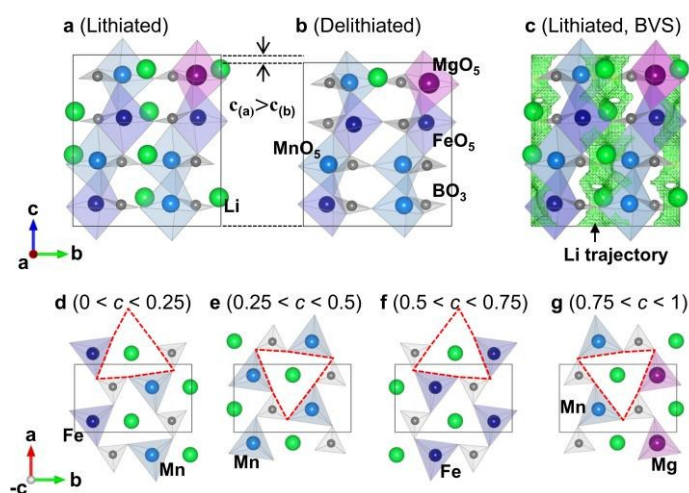 a (Lithiated)
b (Delithiated)
c (Lithiated, BVS)
MgO5
c(a)>c(b)
MnO5
FeO5
BO3
Li
c
a
b
Li trajectory
d (0 < c < 0.25)
e (0.25 < c < 0.5)
f (0.5 < c < 0.75)
g (0.75 < c < 1)
Fe
Mn
Mn
Fe
Mn
Mg
a
-c
b